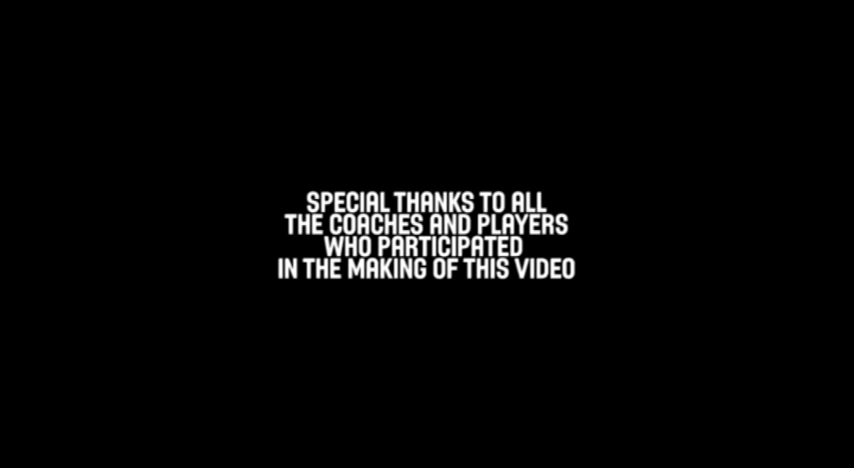 SPECIAL THANKS TO ALL
THE COACHES AND PLAYERS
WHO PARTICIPATED
IN THE MAKING OF THIS VIDEO